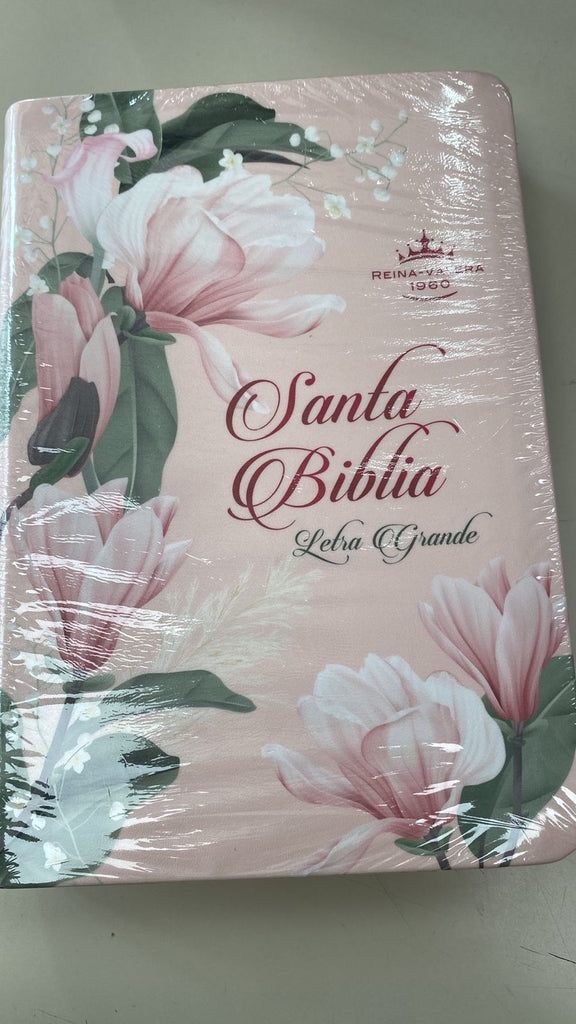 REINA-VALERA
1960
Santa
Biblia
Letra Grande